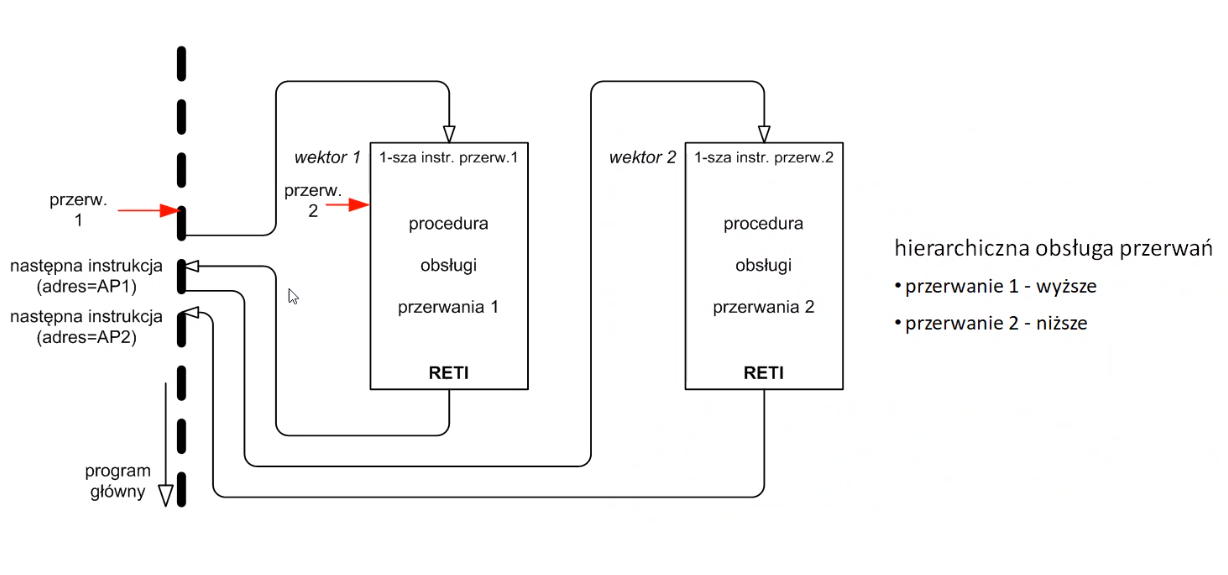 wektor 1
1-sza instr. przerw.1
wektor 2
1-sza instr. przerw.2
przerw.
1
przerw.
2
procedura
obsługi
przerwania 1
RETI
procedura
obsługi
przerwania 2
RETI
następna instrukcja
(adres=AP1)
następna instrukcja
(adres=AP2)
program
główny
hierarchiczna obsługa przerwań
•przerwanie 1 - wyższe
•przerwanie 2 - niższe